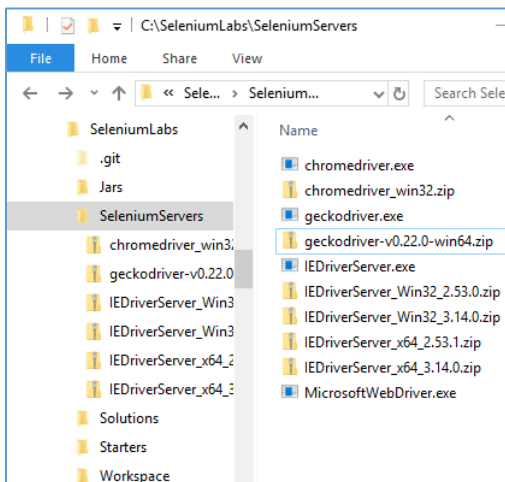 C:\SeleniumLabs\SeleniumServers
File Home Share View
« Sele... › Selenium... Search Sele
SeleniumLabs
.git
Jars
SeleniumServers
chromedriver_win32
geckodriver-v0.22.0
IEDriverServer_Win3
IEDriverServer_Win3
IEDriverServer_x64_2
IEDriverServer_x64_3
Solutions
Starters
Workspace
Name
chromedriver.exe
chromedriver_win32.zip
geckodriver.exe
geckodriver-v0.22.0-win64.zip
IEDriverServer.exe
IEDriverServer_Win32_2.53.0.zip
IEDriverServer_Win32_3.14.0.zip
IEDriverServer_x64_2.53.1.zip
IEDriverServer_x64_3.14.0.zip
MicrosoftWebDriver.exe